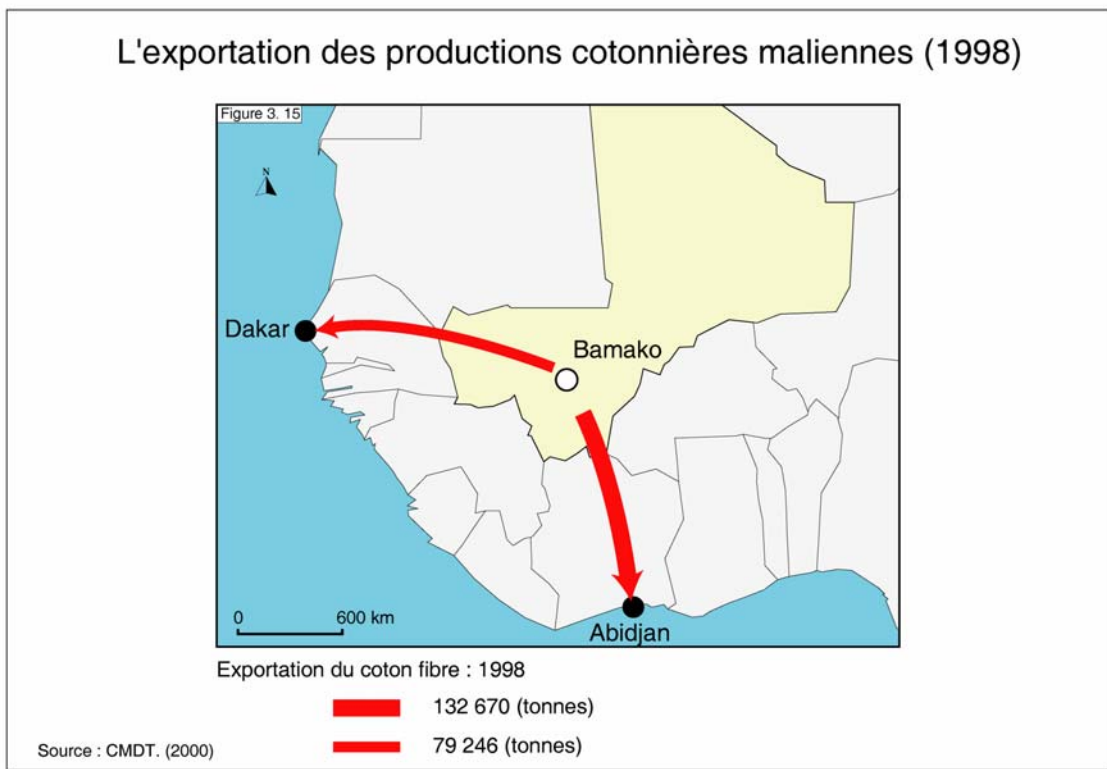 L'exportation des productions cotonnières maliennes (1998)
Figure 3. 15
N
Dakar
Bamako
Abidjan
0 600 km
Exportation du coton fibre : 1998
132 670 (tonnes)
79 246 (tonnes)
Source : CMDT. (2000)